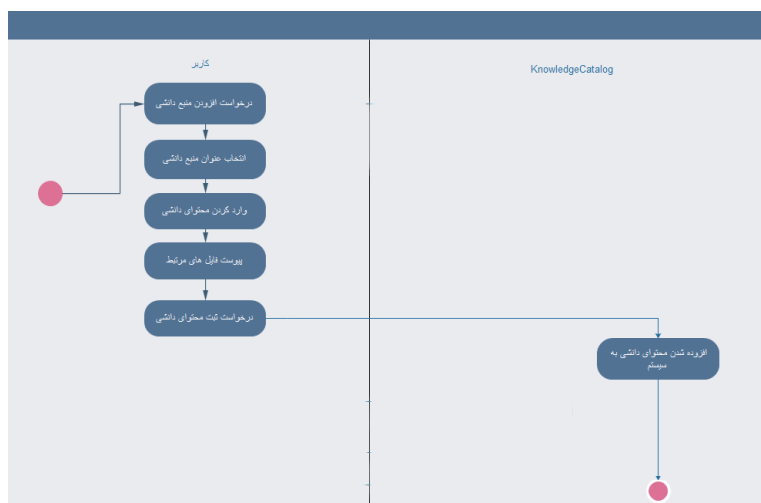 کاربر
KnowledgeCatalog
درخواست افزودن منبع دانشی
انتخاب عنوان منبع دانشی
وارد کردن محتوای دانشی
پیوست فایل های مرتبط
درخواست ثبت محتوای دانشی
افزوده شدن محتوای دانشی به
سیستم